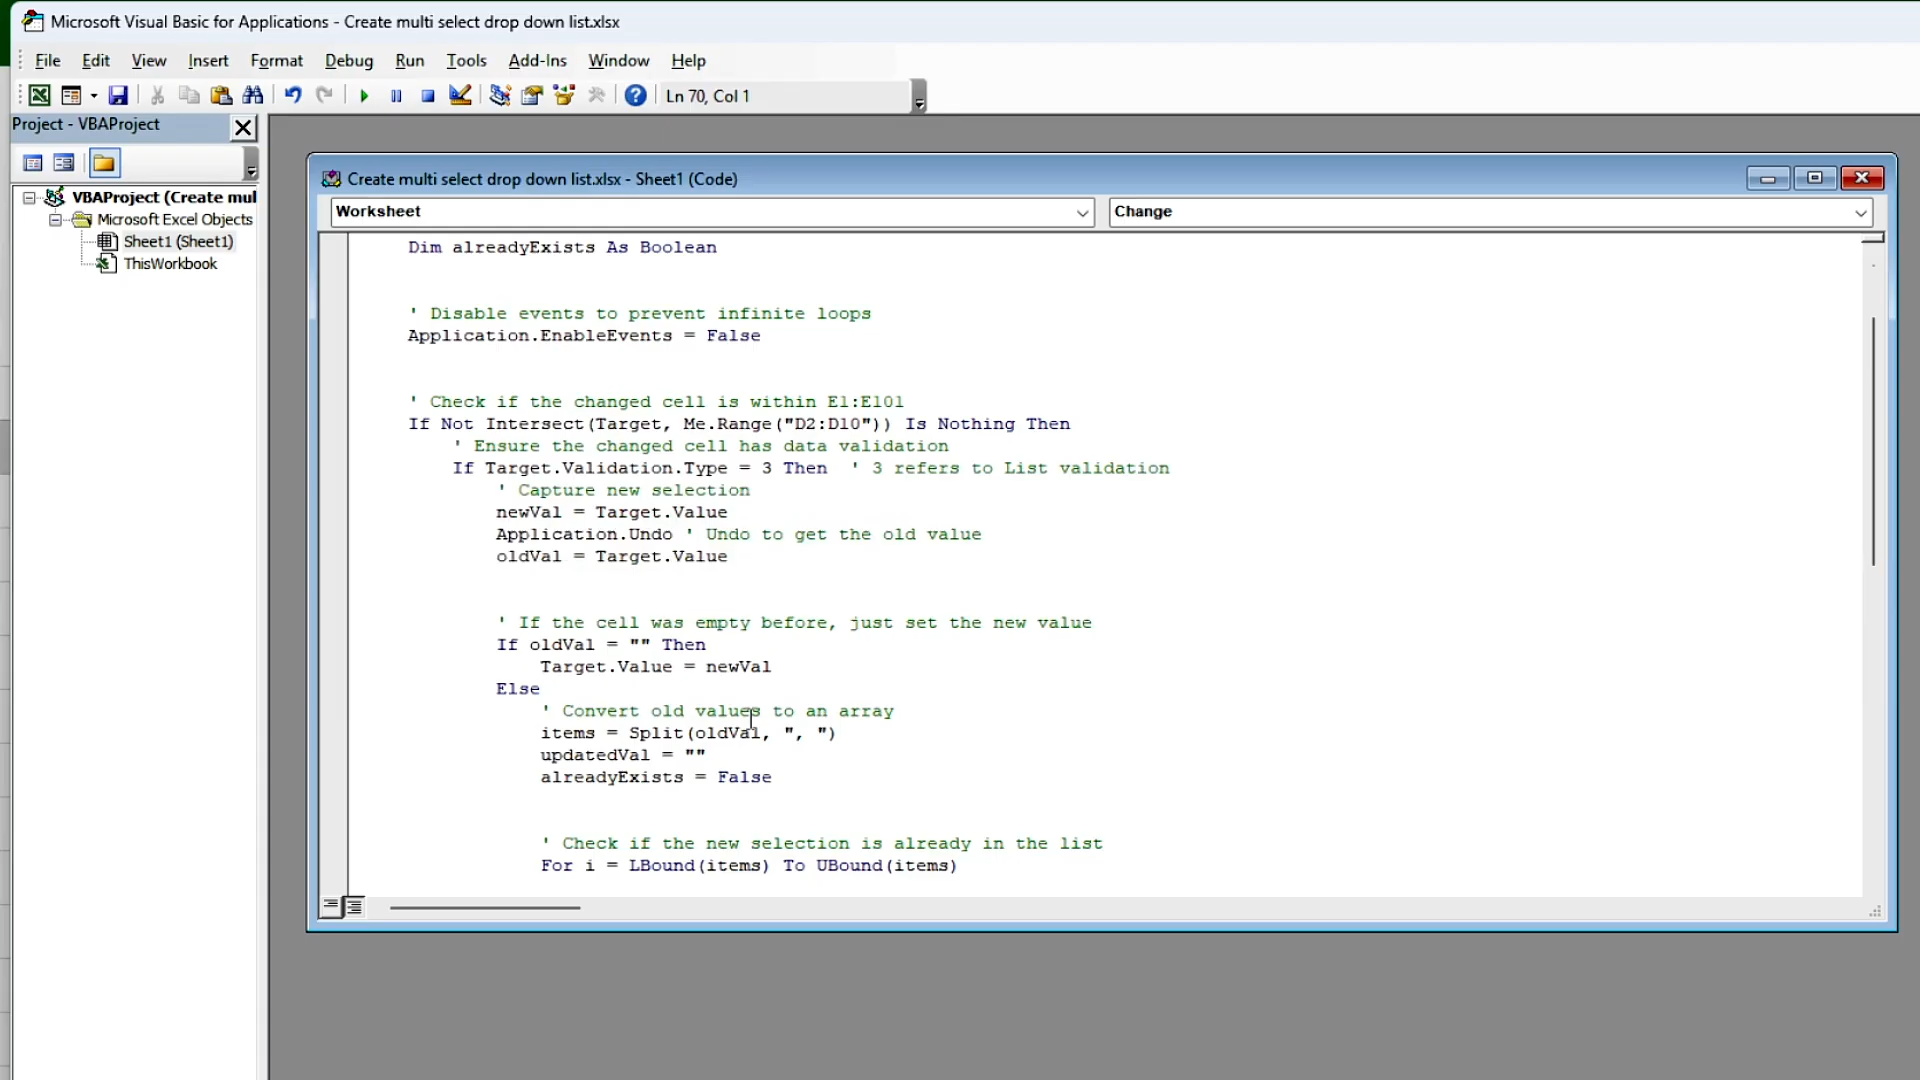 Microsoft Visual Basic for Applications - Create multi select drop down list.xlsx
File Edit View Insert Format Debug Run Tools Add-Ins Window Help
Ln 70, Col 1
Project - VBAProject
VBAProject (Create mul
Microsoft Excel Objects
Sheet1 (Sheet1)
ThisWorkbook
Create multi select drop down list.xlsx - Sheet1 (Code)
Worksheet Change
Dim alreadyExists As Boolean
' Disable events to prevent infinite loops
Application.EnableEvents = False
' Check if the changed cell is within E1:E101
If Not Intersect(Target, Me.Range("D2:D10")) Is Nothing Then
' Ensure the changed cell has data validation
If Target.Validation.Type = 3 Then ' 3 refers to List validation
' Capture new selection
newVal = Target.Value
Application.Undo ' Undo to get the old value
oldVal = Target.Value
' If the cell was empty before, just set the new value
If oldVal = "" Then
Target.Value = newVal
Else
' Convert old values to an array
items = Split(oldVal, ", ")
updatedVal = ""
alreadyExists = False
' Check if the new selection is already in the list
For i = LBound(items) To UBound(items)